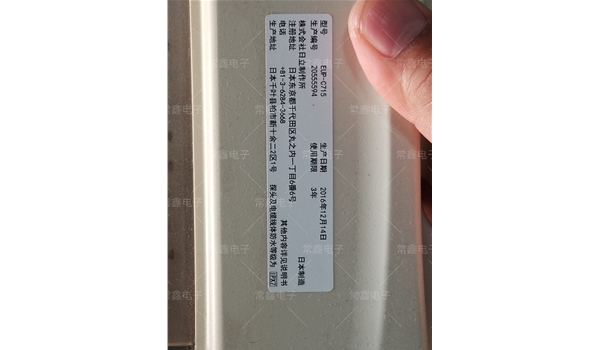 型号 EUP-C715 生产日期 2016年12月14日
生产编号 20555594 使用期限 3年
株式会社日立制作所 日本制造
注册地址 日本东京都千代田区丸之内一丁目6番6号
电话 +81-3-6284-3668 其他内容详见说明书
生产地址 日本千叶县柏市新十余二2区1号 探头及电缆线体防水等级为 IPX7
常鑫电子